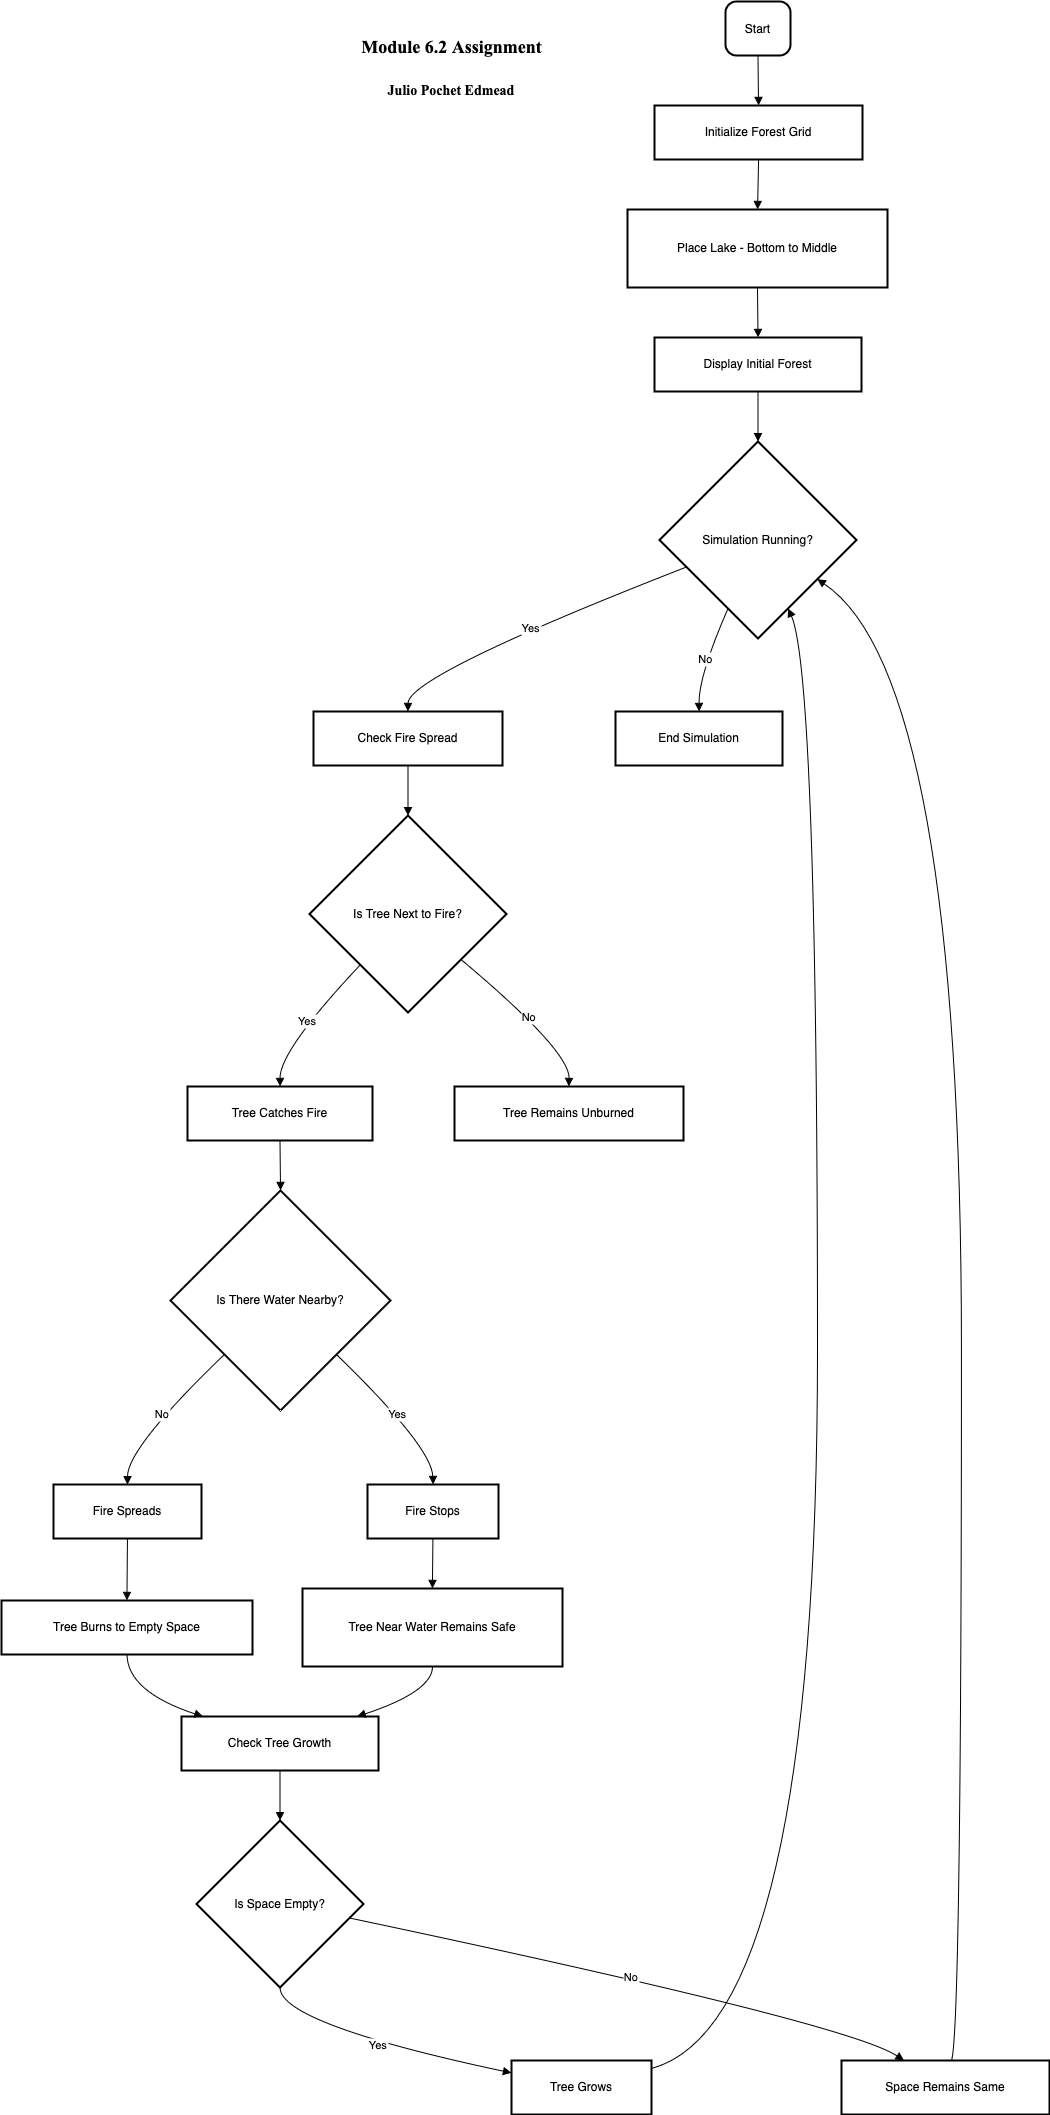 Start
Module 6.2 Assignment
Julio Pochet Edmead
Initialize Forest Grid
Place Lake - Bottom to Middle
Display Initial Forest
Simulation Running?
Yes
No
Check Fire Spread
End Simulation
Is Tree Next to Fire?
Yes
No
Tree Catches Fire
Tree Remains Unburned
Is There Water Nearby?
No
Yes
Fire Spreads
Fire Stops
Tree Burns to Empty Space
Tree Near Water Remains Safe
Check Tree Growth
Is Space Empty?
No
Yes
Tree Grows
Space Remains Same